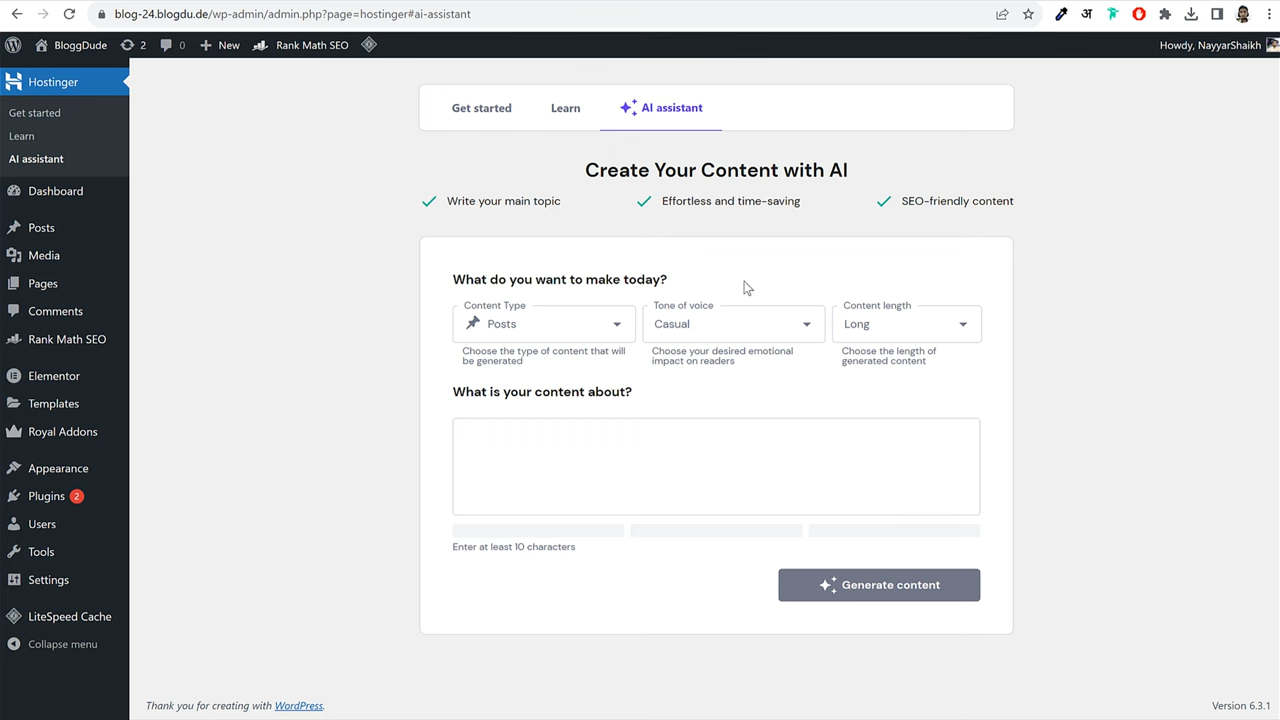 blog-24.blogdu.de/wp-admin/admin.php?page=hostinger#ai-assistant
अ
BloggDude 2 0 New Rank Math SEO Howdy, NayyarShaikh
Hostinger
Get started
Learn
AI assistant
Dashboard
Posts
Media
Pages
Comments
Rank Math SEO
Elementor
Templates
Royal Addons
Appearance
Plugins 2
Users
Tools
Settings
LiteSpeed Cache
Collapse menu
Get started Learn AI assistant
Create Your Content with AI
Write your main topic Effortless and time-saving SEO-friendly content
What do you want to make today?
Content Type Tone of voice Content length
Posts Casual Long
Choose the type of content that will Choose your desired emotional Choose the length of
be generated impact on readers generated content
What is your content about?
Enter at least 10 characters
Generate content
Thank you for creating with WordPress. Version 6.3.1